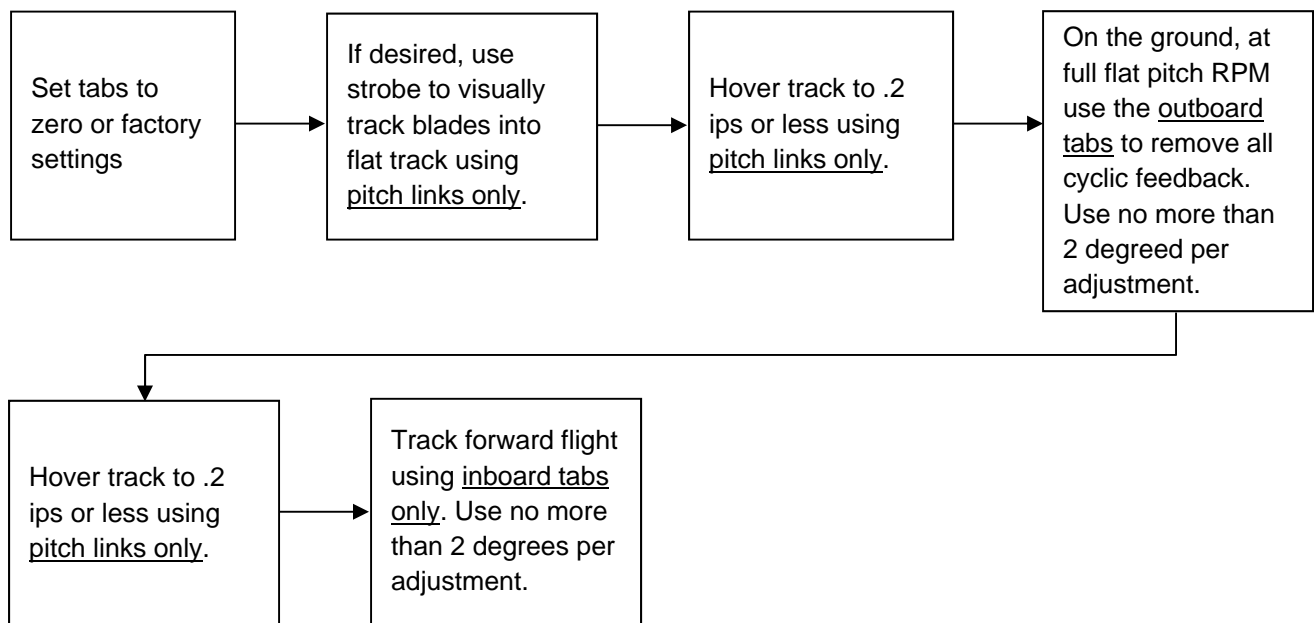 Set tabs to
zero or factory
settings
If desired, use
strobe to visually
track blades into
flat track using
pitch links only.
Hover track to .2
ips or less using
pitch links only.
On the ground, at
full flat pitch RPM
use the outboard
tabs to remove all
cyclic feedback.
Use no more than
2 degreed per
adjustment.
Hover track to .2
ips or less using
pitch links only.
Track forward flight
using inboard tabs
only. Use no more
than 2 degrees per
adjustment.